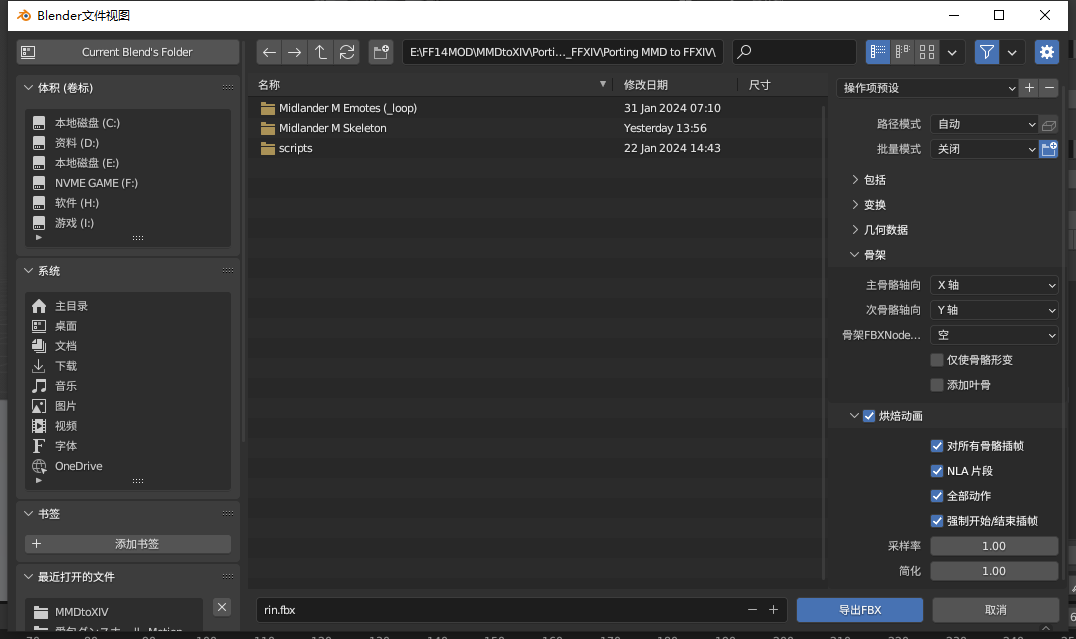 Blender文件视图
Current Blend's Folder
E:\FF14MOD\MMDtoXIV\Porti..._FFXIV\Porting MMD to FFXIV\
体积 (卷标)
本地磁盘 (C:)
资料 (D:)
本地磁盘 (E:)
NVME GAME (F:)
软件 (H:)
游戏 (I:)
系统
主目录
桌面
文档
下载
音乐
图片
视频
字体
OneDrive
书签
添加书签
最近打开的文件
MMDtoXIV
名称 修改日期 尺寸
Midlander M Emotes (_loop) 31 Jan 2024 07:10
Midlander M Skeleton Yesterday 13:56
scripts 22 Jan 2024 14:43
rin.fbx
操作项预设
路径模式 自动
批量模式 关闭
包括
变换
几何数据
骨架
主骨骼轴向 X 轴
次骨骼轴向 Y 轴
骨架FBXNode... 空
仅使骨骼形变
添加叶骨
烘焙动画
对所有骨骼插帧
NLA 片段
全部动作
强制开始/结束插帧
采样率 1.00
简化 1.00
导出FBX
取消